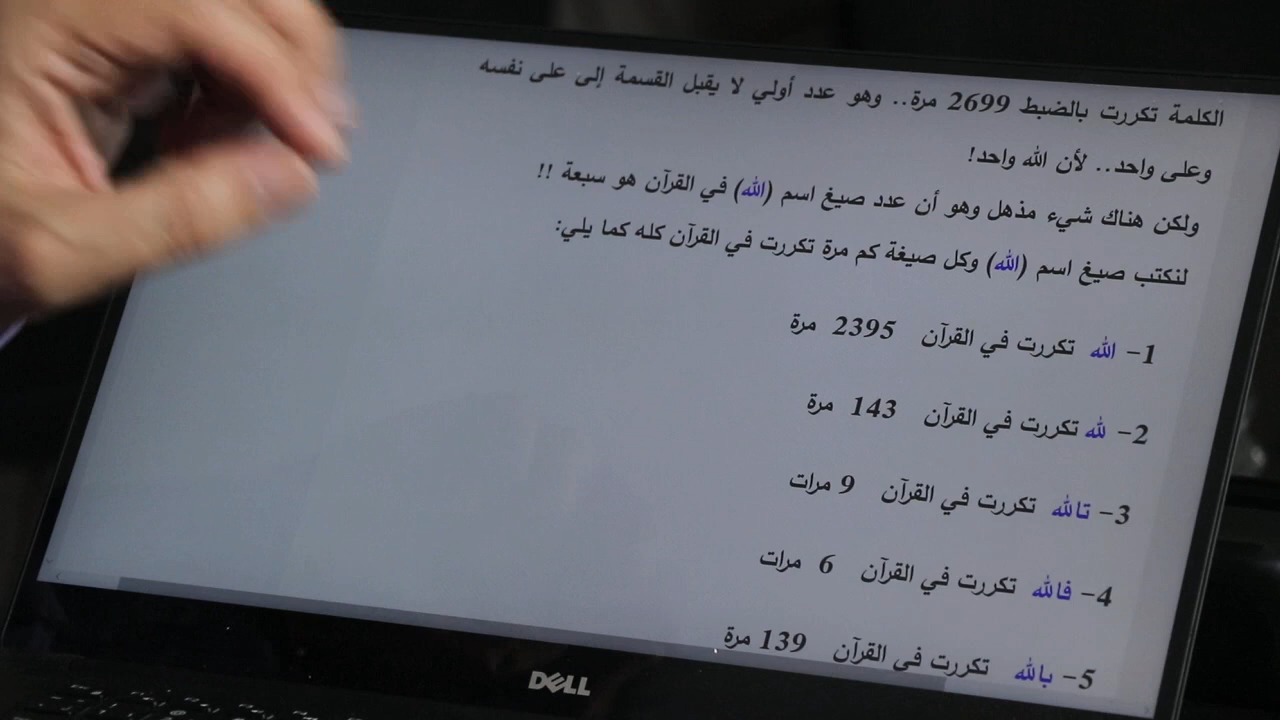 الكلمة تكررت بالضبط 2699 مرة.. وهو عدد أولي لا يقبل القسمة إلى على نفسه
وعلى واحد.. لأن الله واحد!
ولكن هناك شيء مذهل وهو أن عدد صيغ اسم (الله) في القرآن هو سبعة !!
لنكتب صيغ اسم (الله) وكل صيغة كم مرة تكررت في القرآن كله كما يلي:
1- الله تكررت في القرآن 2395 مرة
2- لله تكررت في القرآن 143 مرة
3- تالله تكررت في القرآن 9 مرات
4- فالله تكررت في القرآن 6 مرات
5- بالله تكررت في القرآن 139 مرة
DELL